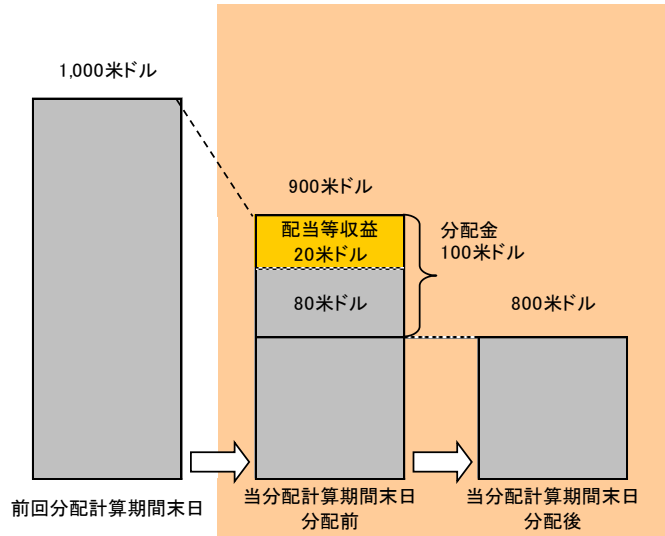 1,000米ドル
900米ドル
配当等収益
20米ドル
80米ドル
分配金
100米ドル
800米ドル
前回分配計算期間末日
当分配計算期間末日
分配前
当分配計算期間末日
分配後